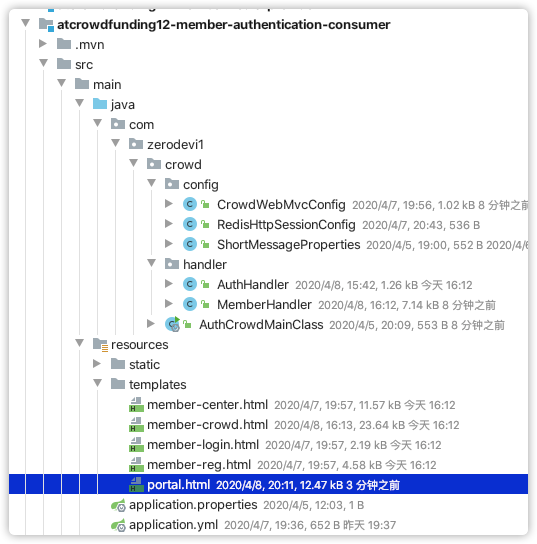 atcrowdfunding12-member-authentication-consumer
.mvn
src
main
java
com
zerodevi1
crowd
config
CrowdWebMvcConfig 2020/4/7, 19:56, 1.02 kB 8 分钟之前
RedisHttpSessionConfig 2020/4/7, 20:43, 536 B
ShortMessageProperties 2020/4/5, 19:00, 552 B 2020/4/6
handler
AuthHandler 2020/4/8, 15:42, 1.26 kB 今天 16:12
MemberHandler 2020/4/8, 16:12, 7.14 kB 8 分钟之前
AuthCrowdMainClass 2020/4/5, 20:09, 553 B 8 分钟之前
resources
static
templates
member-center.html 2020/4/7, 19:57, 11.57 kB 今天 16:12
member-crowd.html 2020/4/8, 16:13, 23.64 kB 今天 16:12
member-login.html 2020/4/7, 19:57, 2.19 kB 今天 16:12
member-reg.html 2020/4/7, 19:57, 4.58 kB 今天 16:12
portal.html 2020/4/8, 20:11, 12.47 kB 3 分钟之前
application.properties 2020/4/5, 12:03, 1 B
application.yml 2020/4/7, 19:36, 652 B 昨天 19:37